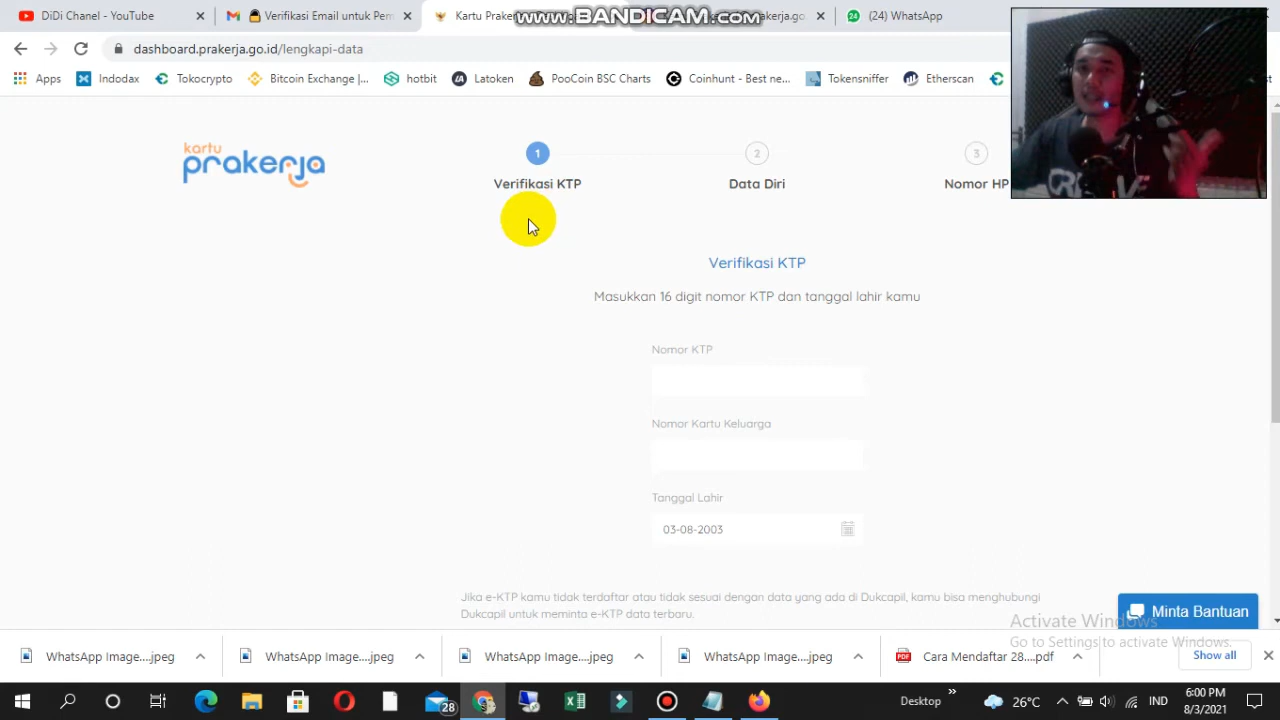 DiDi Chanel - YouTube
Verifikasi Email untuk Pen
Kartu Prake
rakerja.go
(24) WhatsApp
www.BANDICAM.com
dashboard.prakerja.go.id/lengkapi-data
Apps
Indodax
Tokocrypto
Bitcoin Exchange |...
hotbit
Latoken
PooCoin BSC Charts
CoinHunt - Best ne...
Tokensniffer
Etherscan
kartu
prakerja
1
2
3
Verifikasi KTP
Data Diri
Nomor HP
Verifikasi KTP
Masukkan 16 digit nomor KTP dan tanggal lahir kamu
Nomor KTP
Nomor Kartu Keluarga
Tanggal Lahir
03-08-2003
Jika e-KTP kamu tidak terdaftar atau tidak sesuai dengan data yang ada di Dukcapil, kamu bisa menghubungi
Dukcapil untuk meminta e-KTP data terbaru.
Minta Bantuan
Activate Windows
Go to Settings to activate Windows.
WhatsApp Image....jpeg
WhatsApp Image....jpeg
WhatsApp Image....jpeg
WhatsApp Image....jpeg
Cara Mendaftar 28....pdf
Show all
28
Desktop
26°C
IND
6:00 PM
8/3/2021